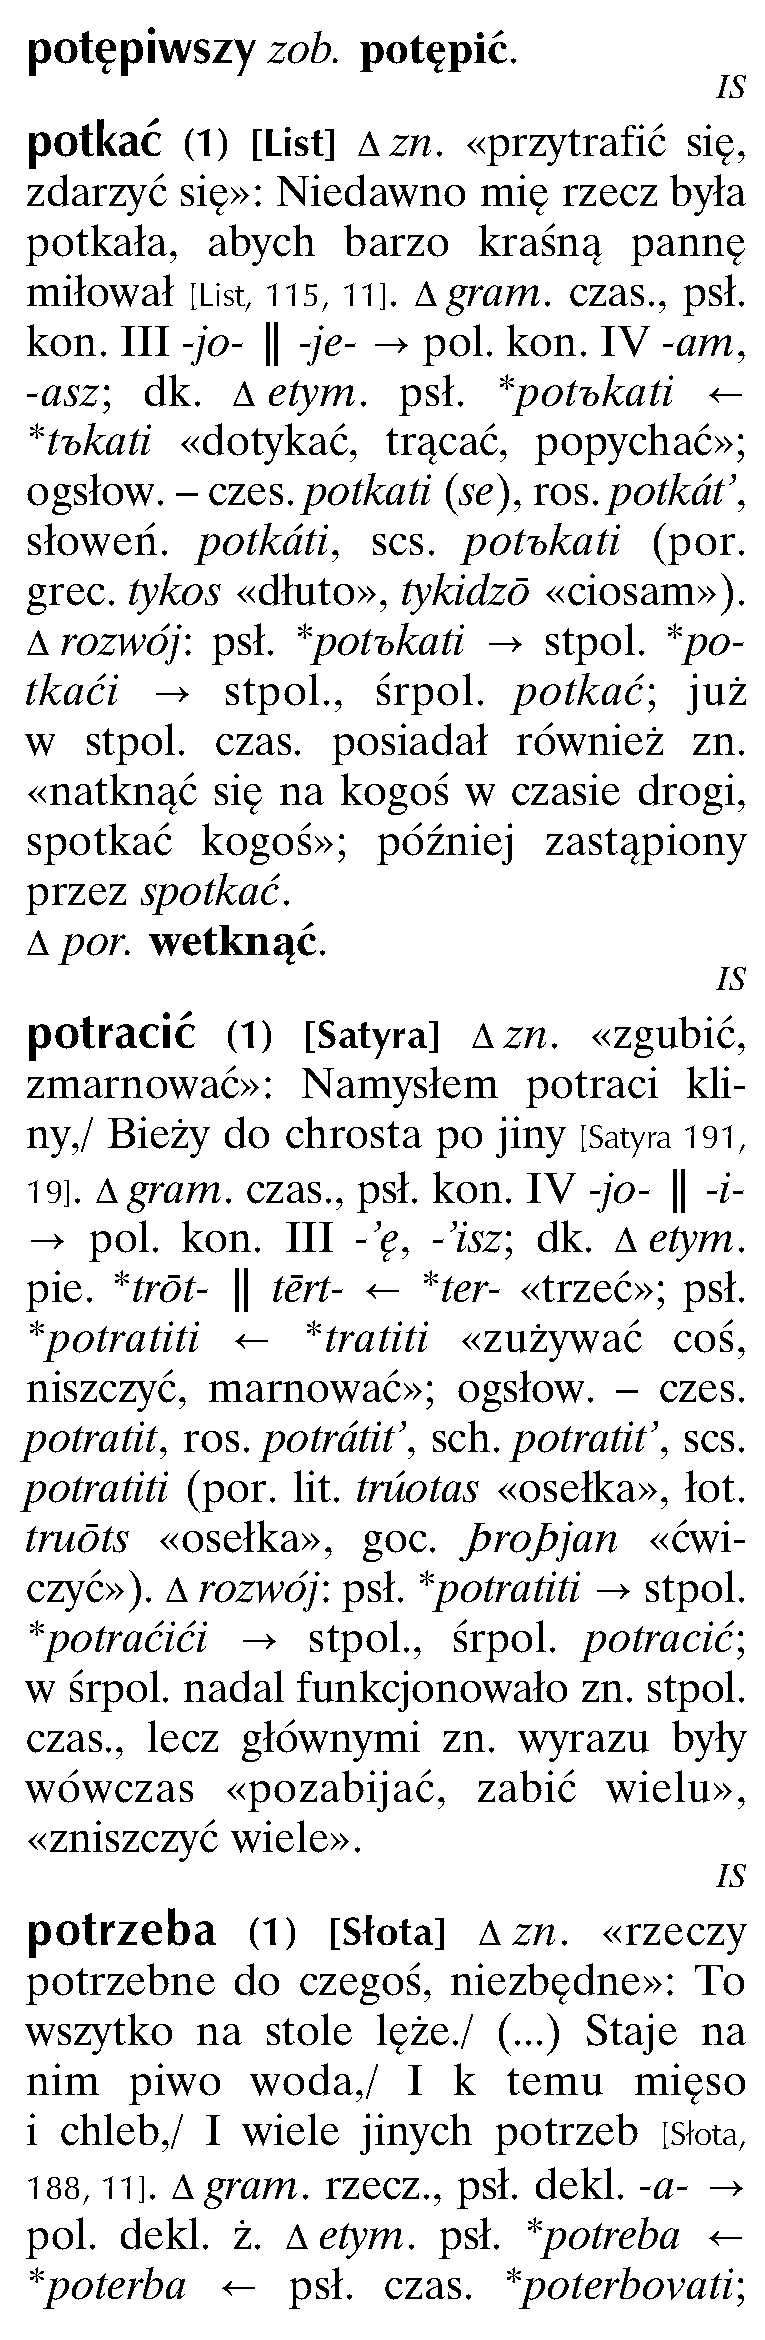 potępiwszy zob. potępić.
IS
potkać (1) [List] Δ zn. «przytrafić się,
zdarzyć się»: Niedawno mię rzecz była
potkała, abych barzo kraśną pannę
miłował [List, 115, 11]. Δ gram. czas., psł.
kon. III -jo- ‖ -je- → pol. kon. IV -am,
-asz; dk. Δ etym. psł. *potъkati ←
*tъkati «dotykać, trącać, popychać»;
ogsłow. – czes. potkati (se), ros. potkát’,
słoweń. potkáti, scs. potъkati (por.
grec. tykos «dłuto», tykidzō «ciosam»).
Δ rozwój: psł. *potъkati → stpol. *po-
tkaći → stpol., śrpol. potkać; już
w stpol. czas. posiadał również zn.
«natknąć się na kogoś w czasie drogi,
spotkać kogoś»; później zastąpiony
przez spotkać.
Δ por. wetknąć.
IS
potracić (1) [Satyra] Δ zn. «zgubić,
zmarnować»: Namysłem potraci kli-
ny,/ Bieży do chrosta po jiny [Satyra 191,
19]. Δ gram. czas., psł. kon. IV -jo- ‖ -i-
→ pol. kon. III -’ę, -’isz; dk. Δ etym.
pie. *trōt- ‖ tērt- ← *ter- «trzeć»; psł.
*potratiti ← *tratiti «zużywać coś,
niszczyć, marnować»; ogsłow. – czes.
potratit, ros. potrátit’, sch. potratit’, scs.
potratiti (por. lit. trúotas «osełka», łot.
truōts «osełka», goc. þroþjan «ćwi-
czyć»). Δ rozwój: psł. *potratiti → stpol.
*potraćići → stpol., śrpol. potracić;
w śrpol. nadal funkcjonowało zn. stpol.
czas., lecz głównymi zn. wyrazu były
wówczas «pozabijać, zabić wielu»,
«zniszczyć wiele».
IS
potrzeba (1) [Słota] Δ zn. «rzeczy
potrzebne do czegoś, niezbędne»: To
wszytko na stole lęże./ (...) Staje na
nim piwo woda,/ I k temu mięso
i chleb,/ I wiele jinych potrzeb [Słota,
188, 11]. Δ gram. rzecz., psł. dekl. -a- →
pol. dekl. ż. Δ etym. psł. *potreba ←
*poterba ← psł. czas. *poterbovati;